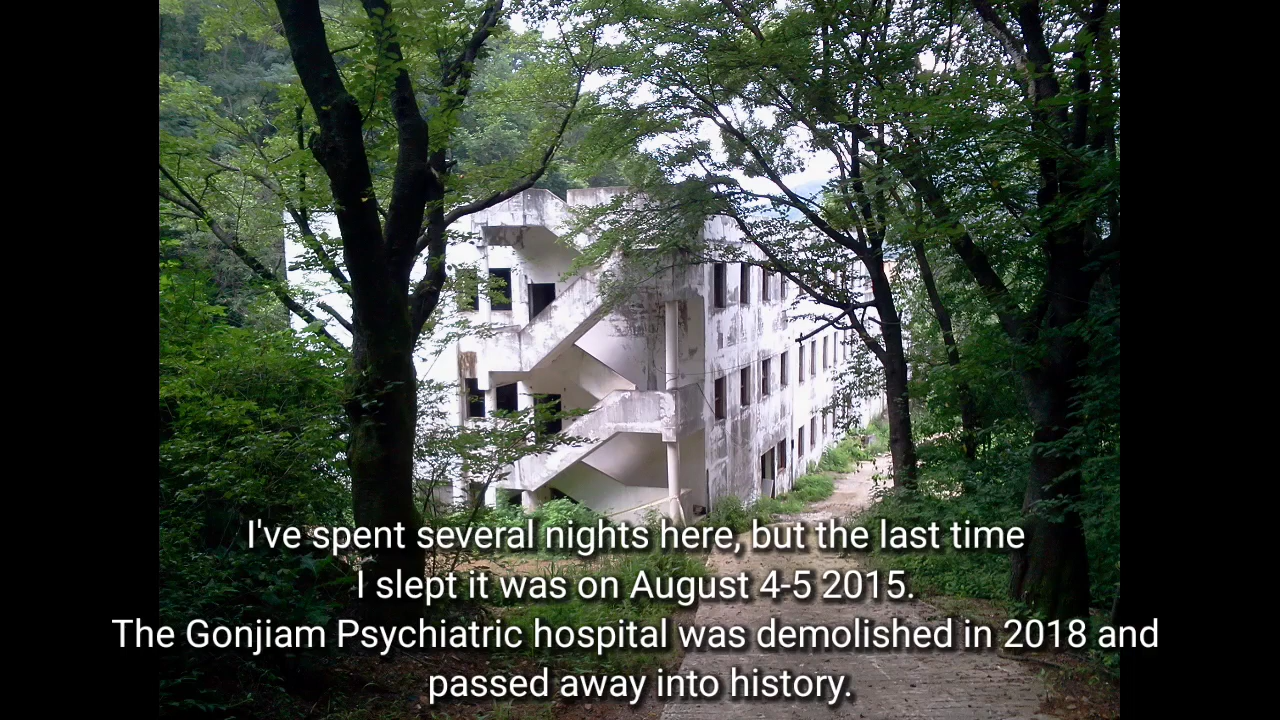 I've spent several nights here, but the last time
I slept it was on August 4-5 2015.
The Gonjiam Psychiatric hospital was demolished in 2018 and
passed away into history.